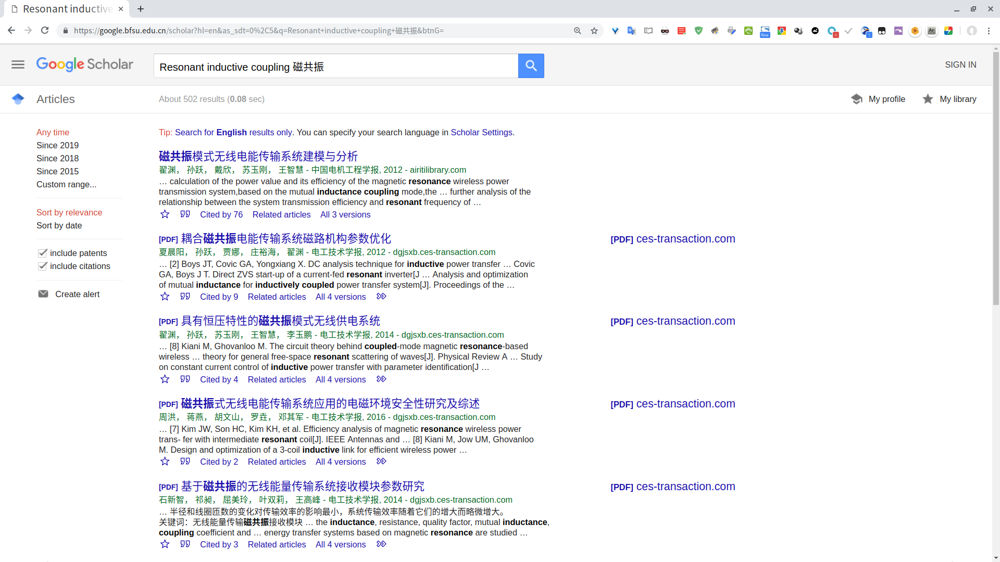 Resonant inductive
https://google.bfsu.edu.cn/scholar?hl=en&as_sdt=0%2C5&q=Resonant+inductive+coupling+磁共振&btnG=
New
Google Scholar
Resonant inductive coupling 磁共振
SIGN IN
Articles
About 502 results (0.08 sec)
My profile
My library
Any time
Since 2019
Since 2018
Since 2015
Custom range...
Sort by relevance
Sort by date
include patents
include citations
Create alert
Tip: Search for English results only. You can specify your search language in Scholar Settings.
磁共振模式无线电能传输系统建模与分析
翟渊， 孙跃， 戴欣， 苏玉刚， 王智慧 - 中国电机工程学报, 2012 - airitilibrary.com
… calculation of the power value and its efficiency of the magnetic resonance wireless power
transmission system,based on the mutual inductance coupling mode,the … further analysis of the
relationship between the system transmission efficiency and resonant frequency of …
Cited by 76 Related articles All 3 versions
[PDF] 耦合磁共振电能传输系统磁路机构参数优化
[PDF] ces-transaction.com
夏晨阳， 孙跃， 贾娜， 庄裕海， 翟渊 - 电工技术学报, 2012 - dgjsxb.ces-transaction.com
… [2] Boys JT, Covic GA, Yongxiang X. DC analysis technique for inductive power transfer … Covic
GA, Boys J T. Direct ZVS start-up of a current-fed resonant inverter[J … Analysis and optimization
of mutual inductance for inductively coupled power transfer system[J]. Proceedings of the …
Cited by 9 Related articles All 4 versions
[PDF] 具有恒压特性的磁共振模式无线供电系统
[PDF] ces-transaction.com
翟渊， 孙跃， 苏玉刚， 王智慧， 李玉鹏 - 电工技术学报, 2014 - dgjsxb.ces-transaction.com
… [8] Kiani M, Ghovanloo M. The circuit theory behind coupled-mode magnetic resonance-based
wireless … theory for general free-space resonant scattering of waves[J]. Physical Review A … Study
on constant current control of inductive power transfer with parameter identification[J …
Cited by 4 Related articles All 4 versions
[PDF] 磁共振式无线电能传输系统应用的电磁环境安全性研究及综述
[PDF] ces-transaction.com
周洪， 蒋燕， 胡文山， 罗垚， 邓其军 - 电工技术学报, 2016 - dgjsxb.ces-transaction.com
… [7] Kim JW, Son HC, Kim KH, et al. Efficiency analysis of magnetic resonance wireless power
trans- fer with intermediate resonant coil[J]. IEEE Antennas and … [8] Kiani M, Jow UM, Ghovanloo
M. Design and optimization of a 3-coil inductive link for efficient wireless power …
Cited by 2 Related articles All 4 versions
[PDF] 基于磁共振的无线能量传输系统接收模块参数研究
[PDF] ces-transaction.com
石新智， 祁昶， 屈美玲， 叶双莉， 王高峰 - 电工技术学报, 2014 - dgjsxb.ces-transaction.com
… 半径和线圈匝数的变化对传输效率的影响最小，系统传输效率随着它们的增大而略微增大。
关键词：无线能量传输磁共振接收模块 … the inductance, resistance, quality factor, mutual inductance,
coupling coefficient and … energy transfer systems based on magnetic resonance are studied …
Cited by 3 Related articles All 4 versions